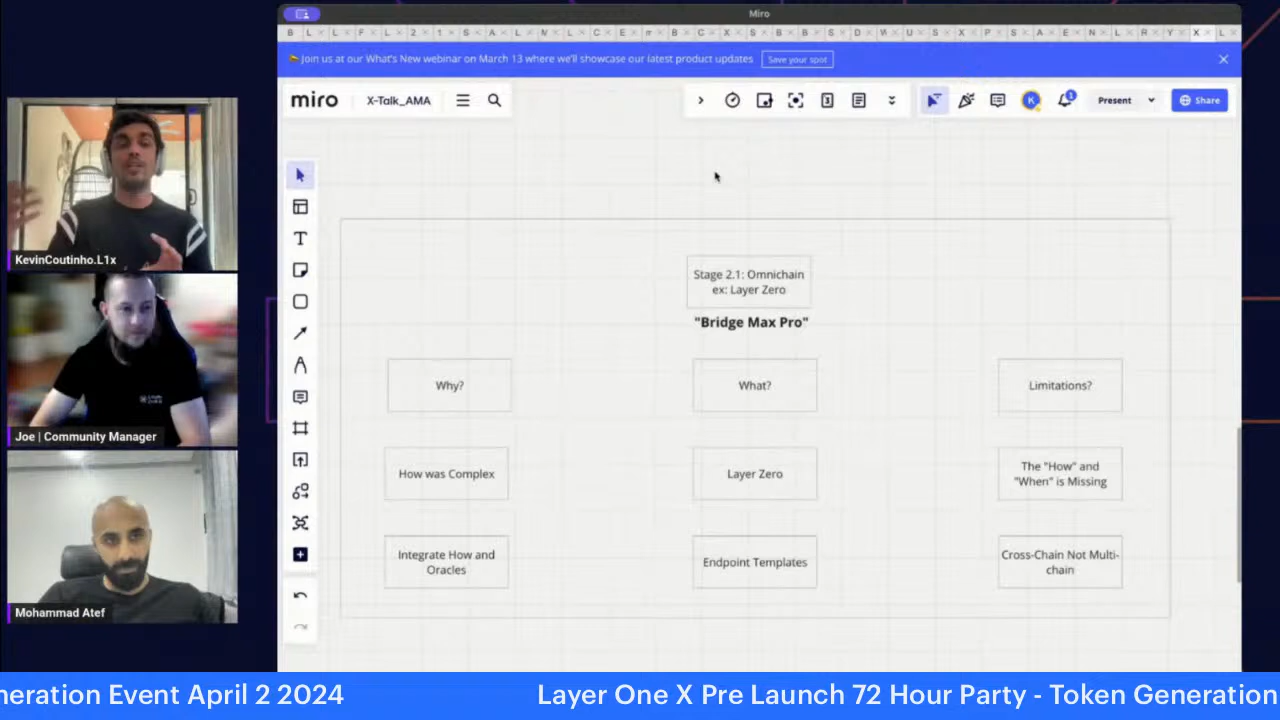 Miro
B L L F L 2 1 S A L N L C E m B C X S B B S D W U S X P S A E N L R Y X L
Join us at our What's New webinar on March 13 where we'll showcase our latest product updates
Save your spot
miro
X-Talk_AMA
K
1
Present
Share
Stage 2.1: Omnichain
ex: Layer Zero
"Bridge Max Pro"
Why?
What?
Limitations?
How was Complex
Layer Zero
The "How" and
"When" is Missing
Integrate How and
Oracles
Endpoint Templates
Cross-Chain Not Multi-
chain
KevinCoutinho.L1x
Joe | Community Manager
Mohammad Atef
neration Event April 2 2024
Layer One X Pre Launch 72 Hour Party - Token Generation